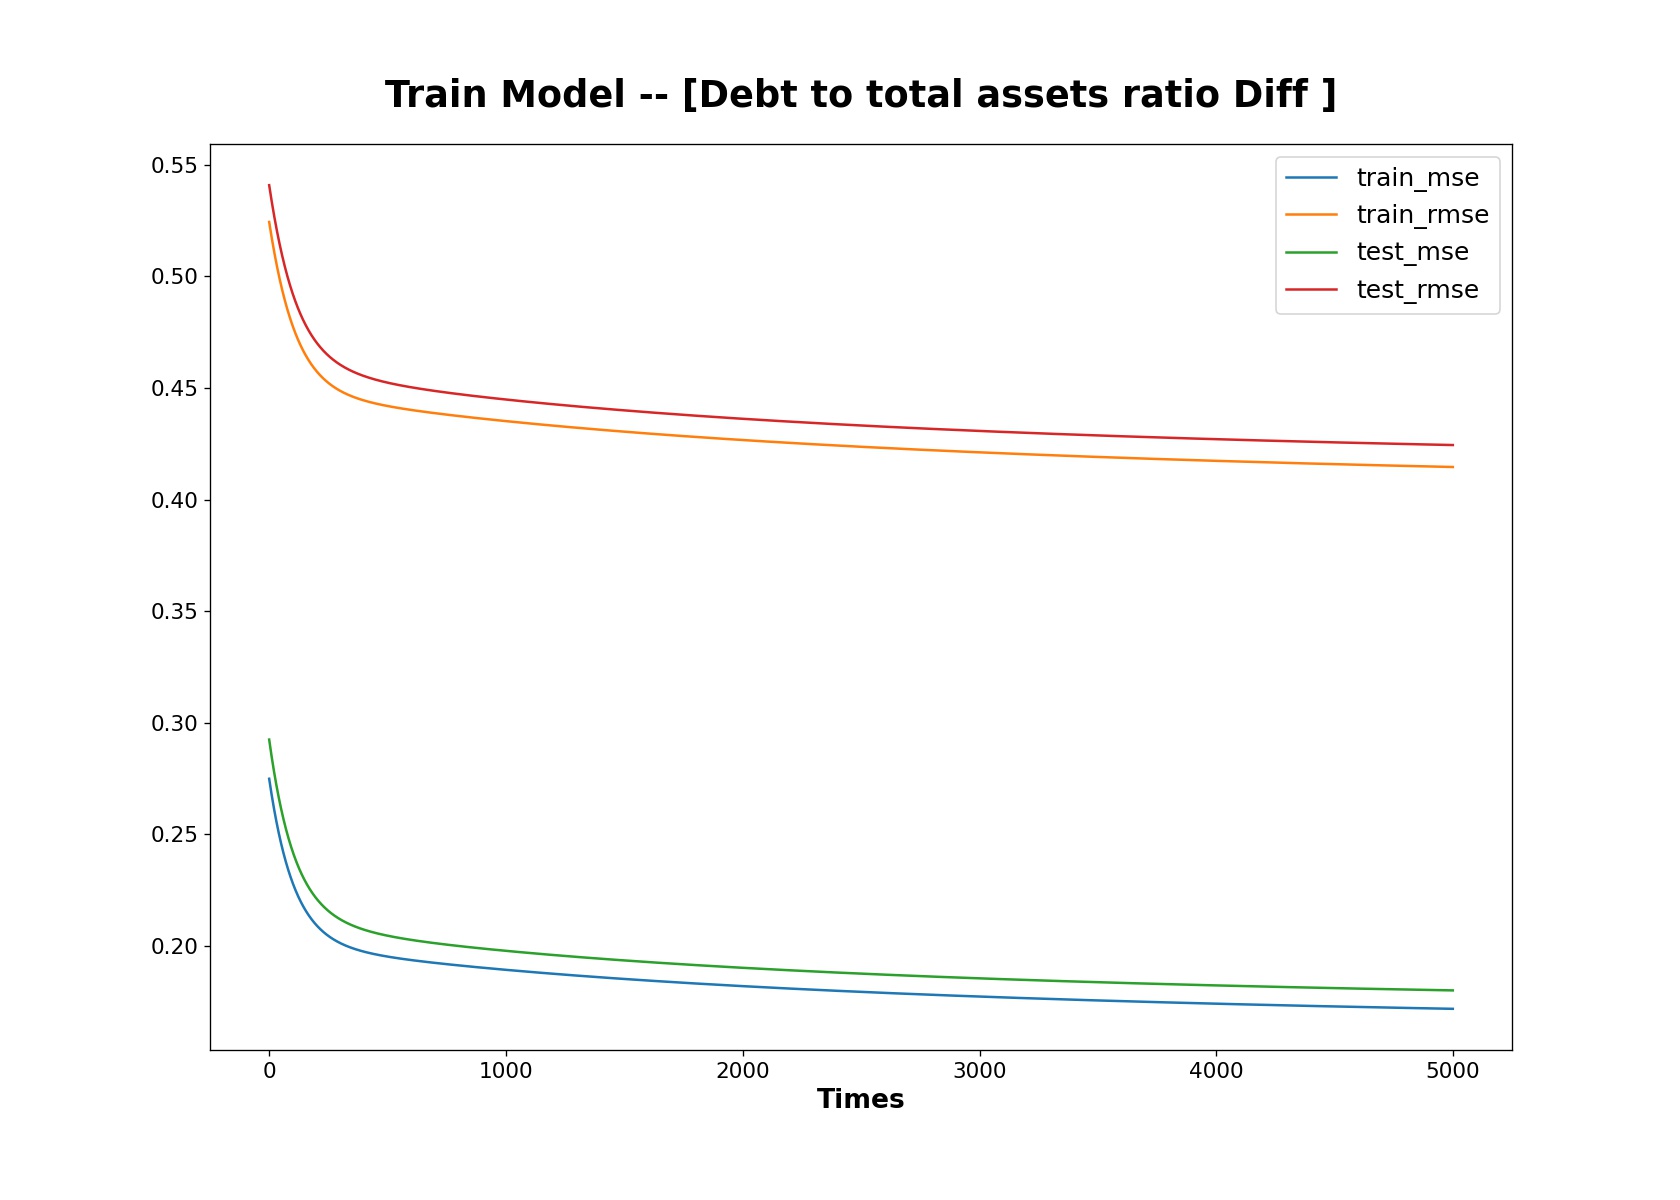 Train Model -- [Debt to total assets ratio Diff ]
train_mse
train_rmse
test_mse
test_rmse
0.55
0.50
0.45
0.40
0.35
0.30
0.25
0.20
0 1000 2000 3000 4000 5000
Times